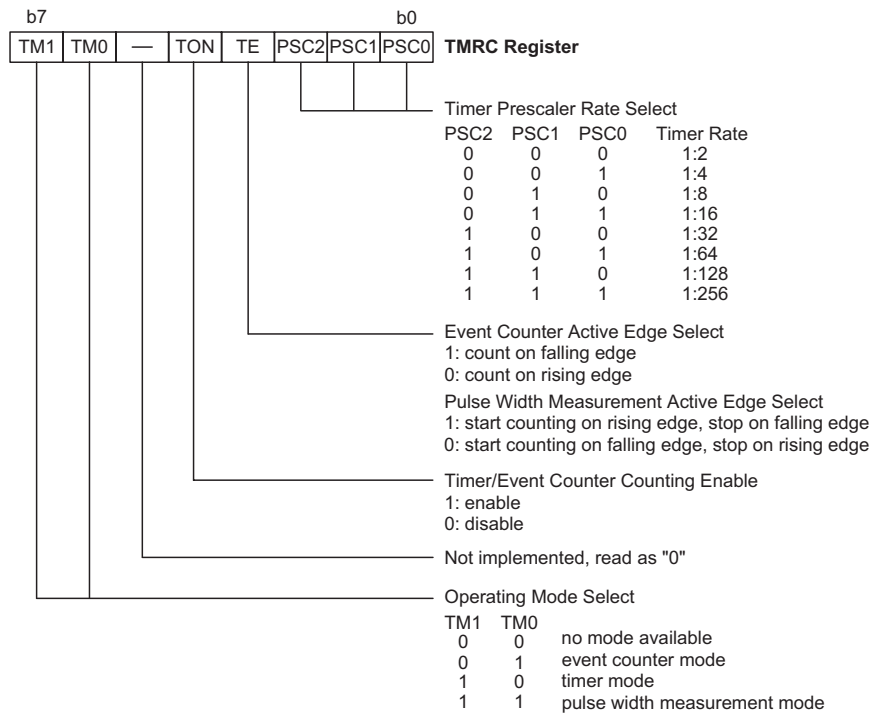 b7 b0
TM1 TM0 — TON TE PSC2 PSC1 PSC0 TMRC Register
Timer Prescaler Rate Select
PSC2 PSC1 PSC0 Timer Rate
0 0 0 1:2
0 0 1 1:4
0 1 0 1:8
0 1 1 1:16
1 0 0 1:32
1 0 1 1:64
1 1 0 1:128
1 1 1 1:256
Event Counter Active Edge Select
1: count on falling edge
0: count on rising edge
Pulse Width Measurement Active Edge Select
1: start counting on rising edge, stop on falling edge
0: start counting on falling edge, stop on rising edge
Timer/Event Counter Counting Enable
1: enable
0: disable
Not implemented, read as "0"
Operating Mode Select
TM1 TM0
0 0 no mode available
0 1 event counter mode
1 0 timer mode
1 1 pulse width measurement mode